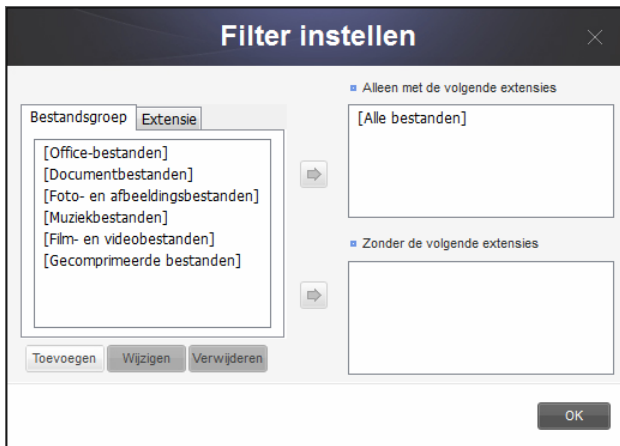 Filter instellen
Alleen met de volgende extensies
Bestandsgroep Extensie
[Alle bestanden]
[Office-bestanden]
[Documentbestanden]
[Foto- en afbeeldingsbestanden]
[Muziekbestanden]
[Film- en videobestanden]
[Gecomprimeerde bestanden]
Zonder de volgende extensies
Toevoegen Wijzigen Verwijderen
OK